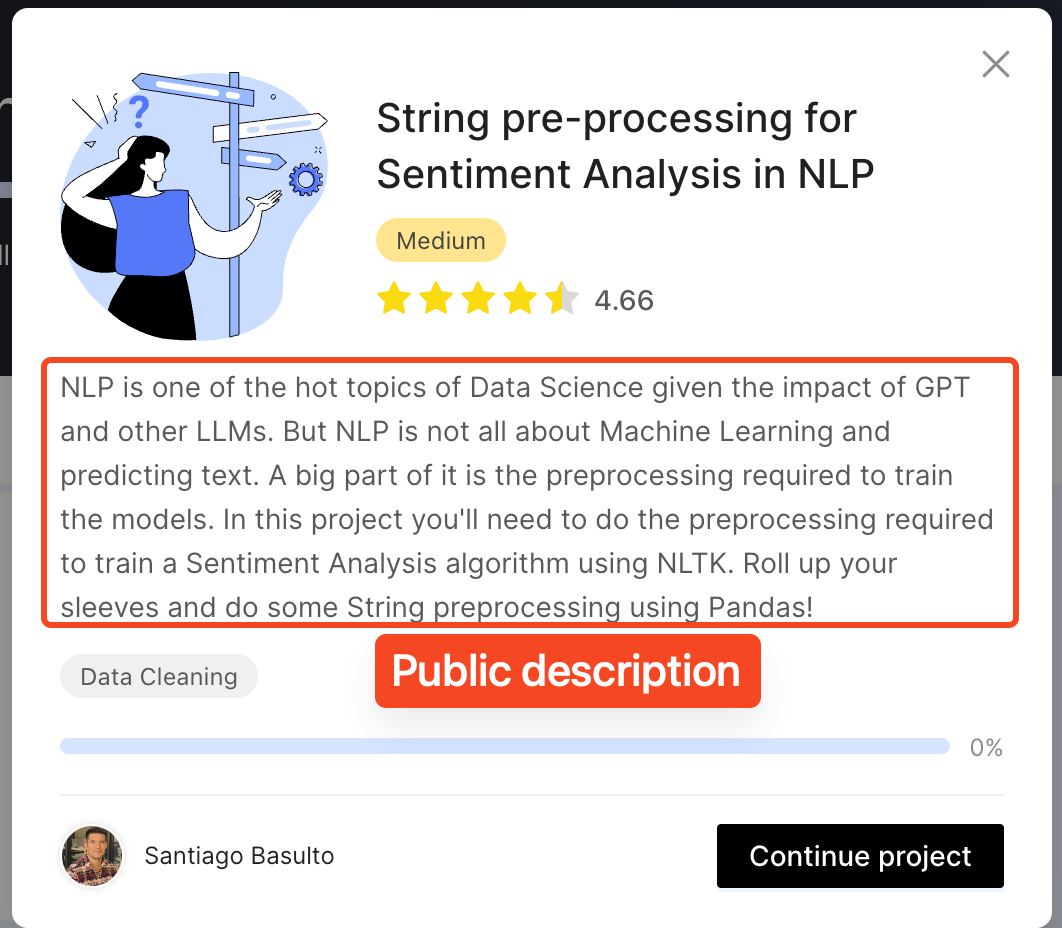 String pre-processing for
Sentiment Analysis in NLP
Medium
4.66
NLP is one of the hot topics of Data Science given the impact of GPT
and other LLMs. But NLP is not all about Machine Learning and
predicting text. A big part of it is the preprocessing required to train
the models. In this project you'll need to do the preprocessing required
to train a Sentiment Analysis algorithm using NLTK. Roll up your
sleeves and do some String preprocessing using Pandas!
Public description
Data Cleaning
0%
Santiago Basulto
Continue project